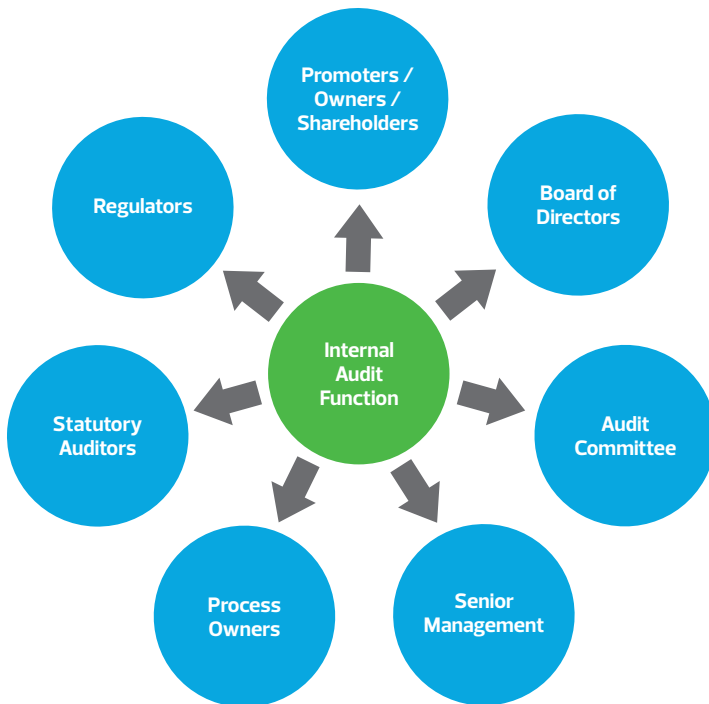 Promoters /
Owners /
Shareholders
Board of
Directors
Audit
Committee
Senior
Management
Process
Owners
Statutory
Auditors
Regulators
Internal
Audit
Function